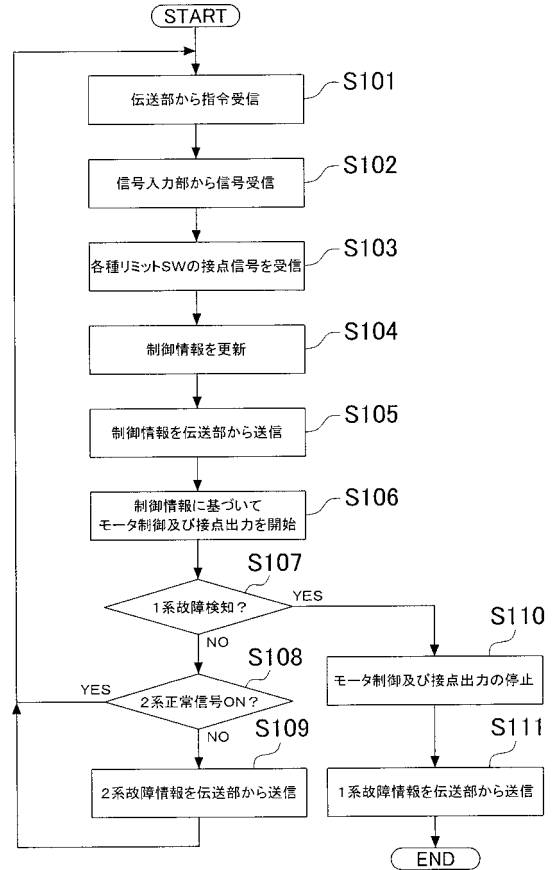 START
伝送部から指令受信
S101
信号入力部から信号受信
S102
各種リミットSWの接点信号を受信
S103
制御情報を更新
S104
制御情報を伝送部から送信
S105
制御情報に基づいて
モータ制御及び接点出力を開始
S106
1系故障検知？
S107
YES
NO
2系正常信号ON？
S108
YES
NO
2系故障情報を伝送部から送信
S109
モータ制御及び接点出力の停止
S110
1系故障情報を伝送部から送信
S111
END